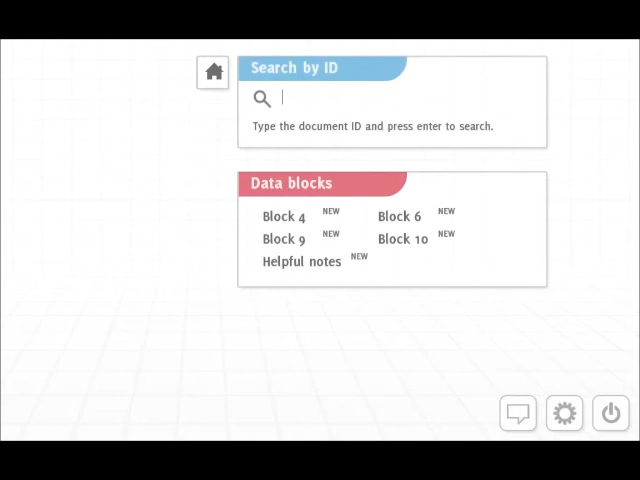 Search by ID
Type the document ID and press enter to search.
Data blocks
Block 4 NEW Block 6 NEW
Block 9 NEW Block 10 NEW
Helpful notes NEW